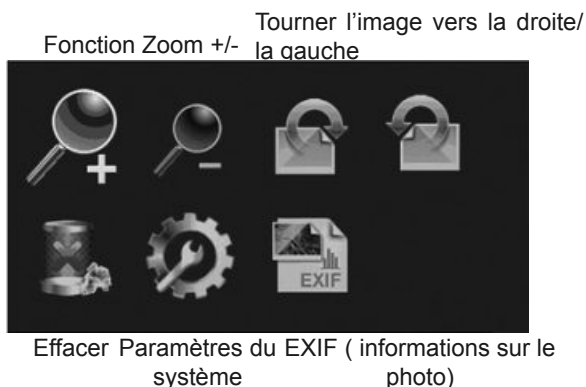 Tourner l’image vers la droite/
Fonction Zoom +/- la gauche
EXIF
Effacer Paramètres du EXIF ( informations sur le
système photo)